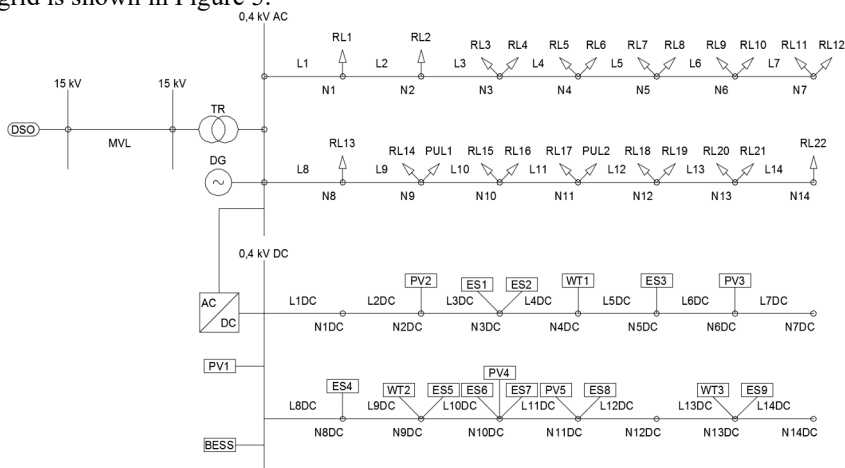 grid is shown in Figure 5.
0,4 kV AC
RL1 RL2 RL3 RL4 RL5 RL6 RL7 RL8 RL9 RL10 RL11 RL12
L1 L2 L3 L4 L5 L6 L7
15 kV 15 kV
N1 N2 N3 N4 N5 N6 N7
TR
DSO
MVL
DG
RL13 RL14 PUL1 RL15 RL16 RL17 PUL2 RL18 RL19 RL20 RL21 RL22
L8 L9 L10 L11 L12 L13 L14
N8 N9 N10 N11 N12 N13 N14
0,4 kV DC
PV2 ES1 ES2 WT1 ES3 PV3
AC
DC
L1DC L2DC L3DC L4DC L5DC L6DC L7DC
N1DC N2DC N3DC N4DC N5DC N6DC N7DC
PV1
PV4
ES4 WT2 ES5 ES6 ES7 PV5 ES8 WT3 ES9
L8DC L9DC L10DC L11DC L12DC L13DC L14DC
N8DC N9DC N10DC N11DC N12DC N13DC N14DC
BESS